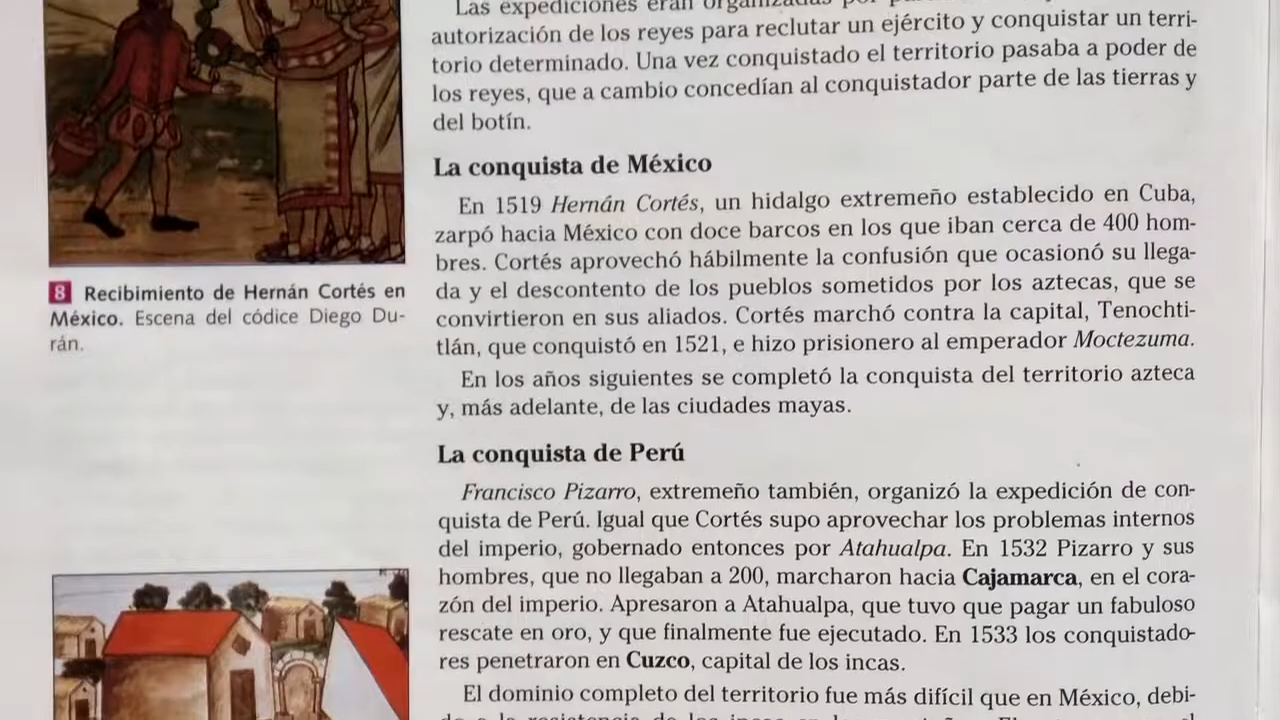 Las expediciones eran organizadas por
autorización de los reyes para reclutar un ejército y conquistar un terri-
torio determinado. Una vez conquistado el territorio pasaba a poder de
los reyes, que a cambio concedían al conquistador parte de las tierras y
del botín.
La conquista de México
En 1519 Hernán Cortés, un hidalgo extremeño establecido en Cuba,
zarpó hacia México con doce barcos en los que iban cerca de 400 hom-
bres. Cortés aprovechó hábilmente la confusión que ocasionó su llega-
da y el descontento de los pueblos sometidos por los aztecas, que se
convirtieron en sus aliados. Cortés marchó contra la capital, Tenochti-
tlán, que conquistó en 1521, e hizo prisionero al emperador Moctezuma.
En los años siguientes se completó la conquista del territorio azteca
y, más adelante, de las ciudades mayas.
La conquista de Perú
Francisco Pizarro, extremeño también, organizó la expedición de con-
quista de Perú. Igual que Cortés supo aprovechar los problemas internos
del imperio, gobernado entonces por Atahualpa. En 1532 Pizarro y sus
hombres, que no llegaban a 200, marcharon hacia Cajamarca, en el cora-
zón del imperio. Apresaron a Atahualpa, que tuvo que pagar un fabuloso
rescate en oro, y que finalmente fue ejecutado. En 1533 los conquistado-
res penetraron en Cuzco, capital de los incas.
El dominio completo del territorio fue más difícil que en México, debi-
8 Recibimiento de Hernán Cortés en
México. Escena del códice Diego Du-
rán.